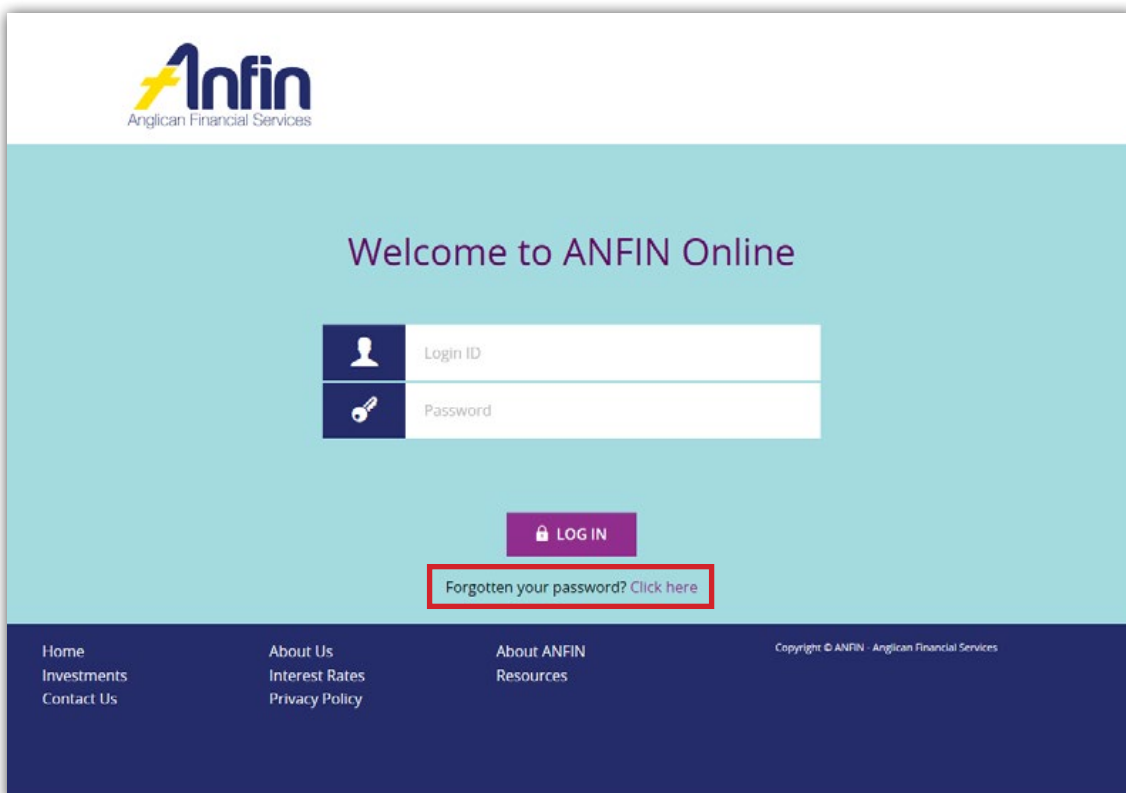 Anfin
Anglican Financial Services
Welcome to ANFIN Online
Login ID
Password
LOG IN
Forgotten your password? Click here
Home
Investments
Contact Us
About Us
Interest Rates
Privacy Policy
About ANFIN
Resources
Copyright © ANFIN - Anglican Financial Services